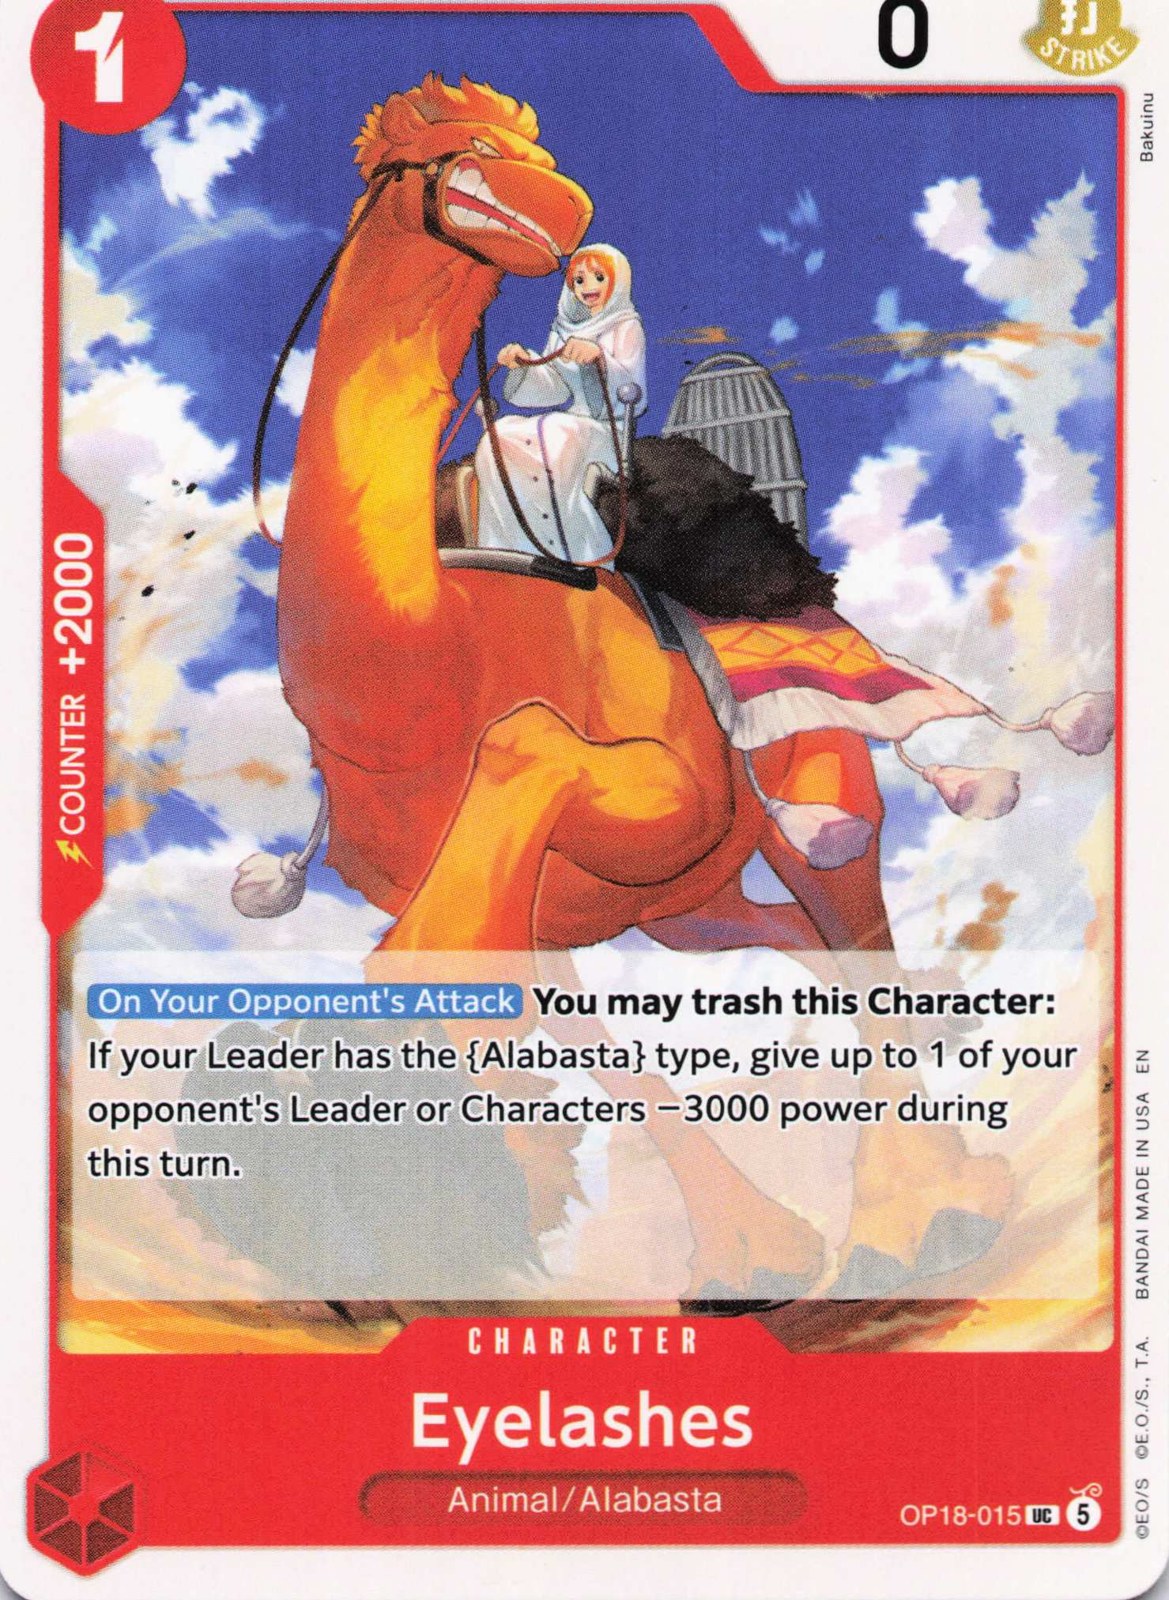 1
0
打
STRIKE
Bakuinu
COUNTER +2000
On Your Opponent's Attack You may trash this Character:
If your Leader has the {Alabasta} type, give up to 1 of your
opponent's Leader or Characters −3000 power during
this turn.
CHARACTER
Eyelashes
Animal/Alabasta
OP18-015 UC 5
©EO/S ©E.O./S., T.A. BANDAI MADE IN USA EN